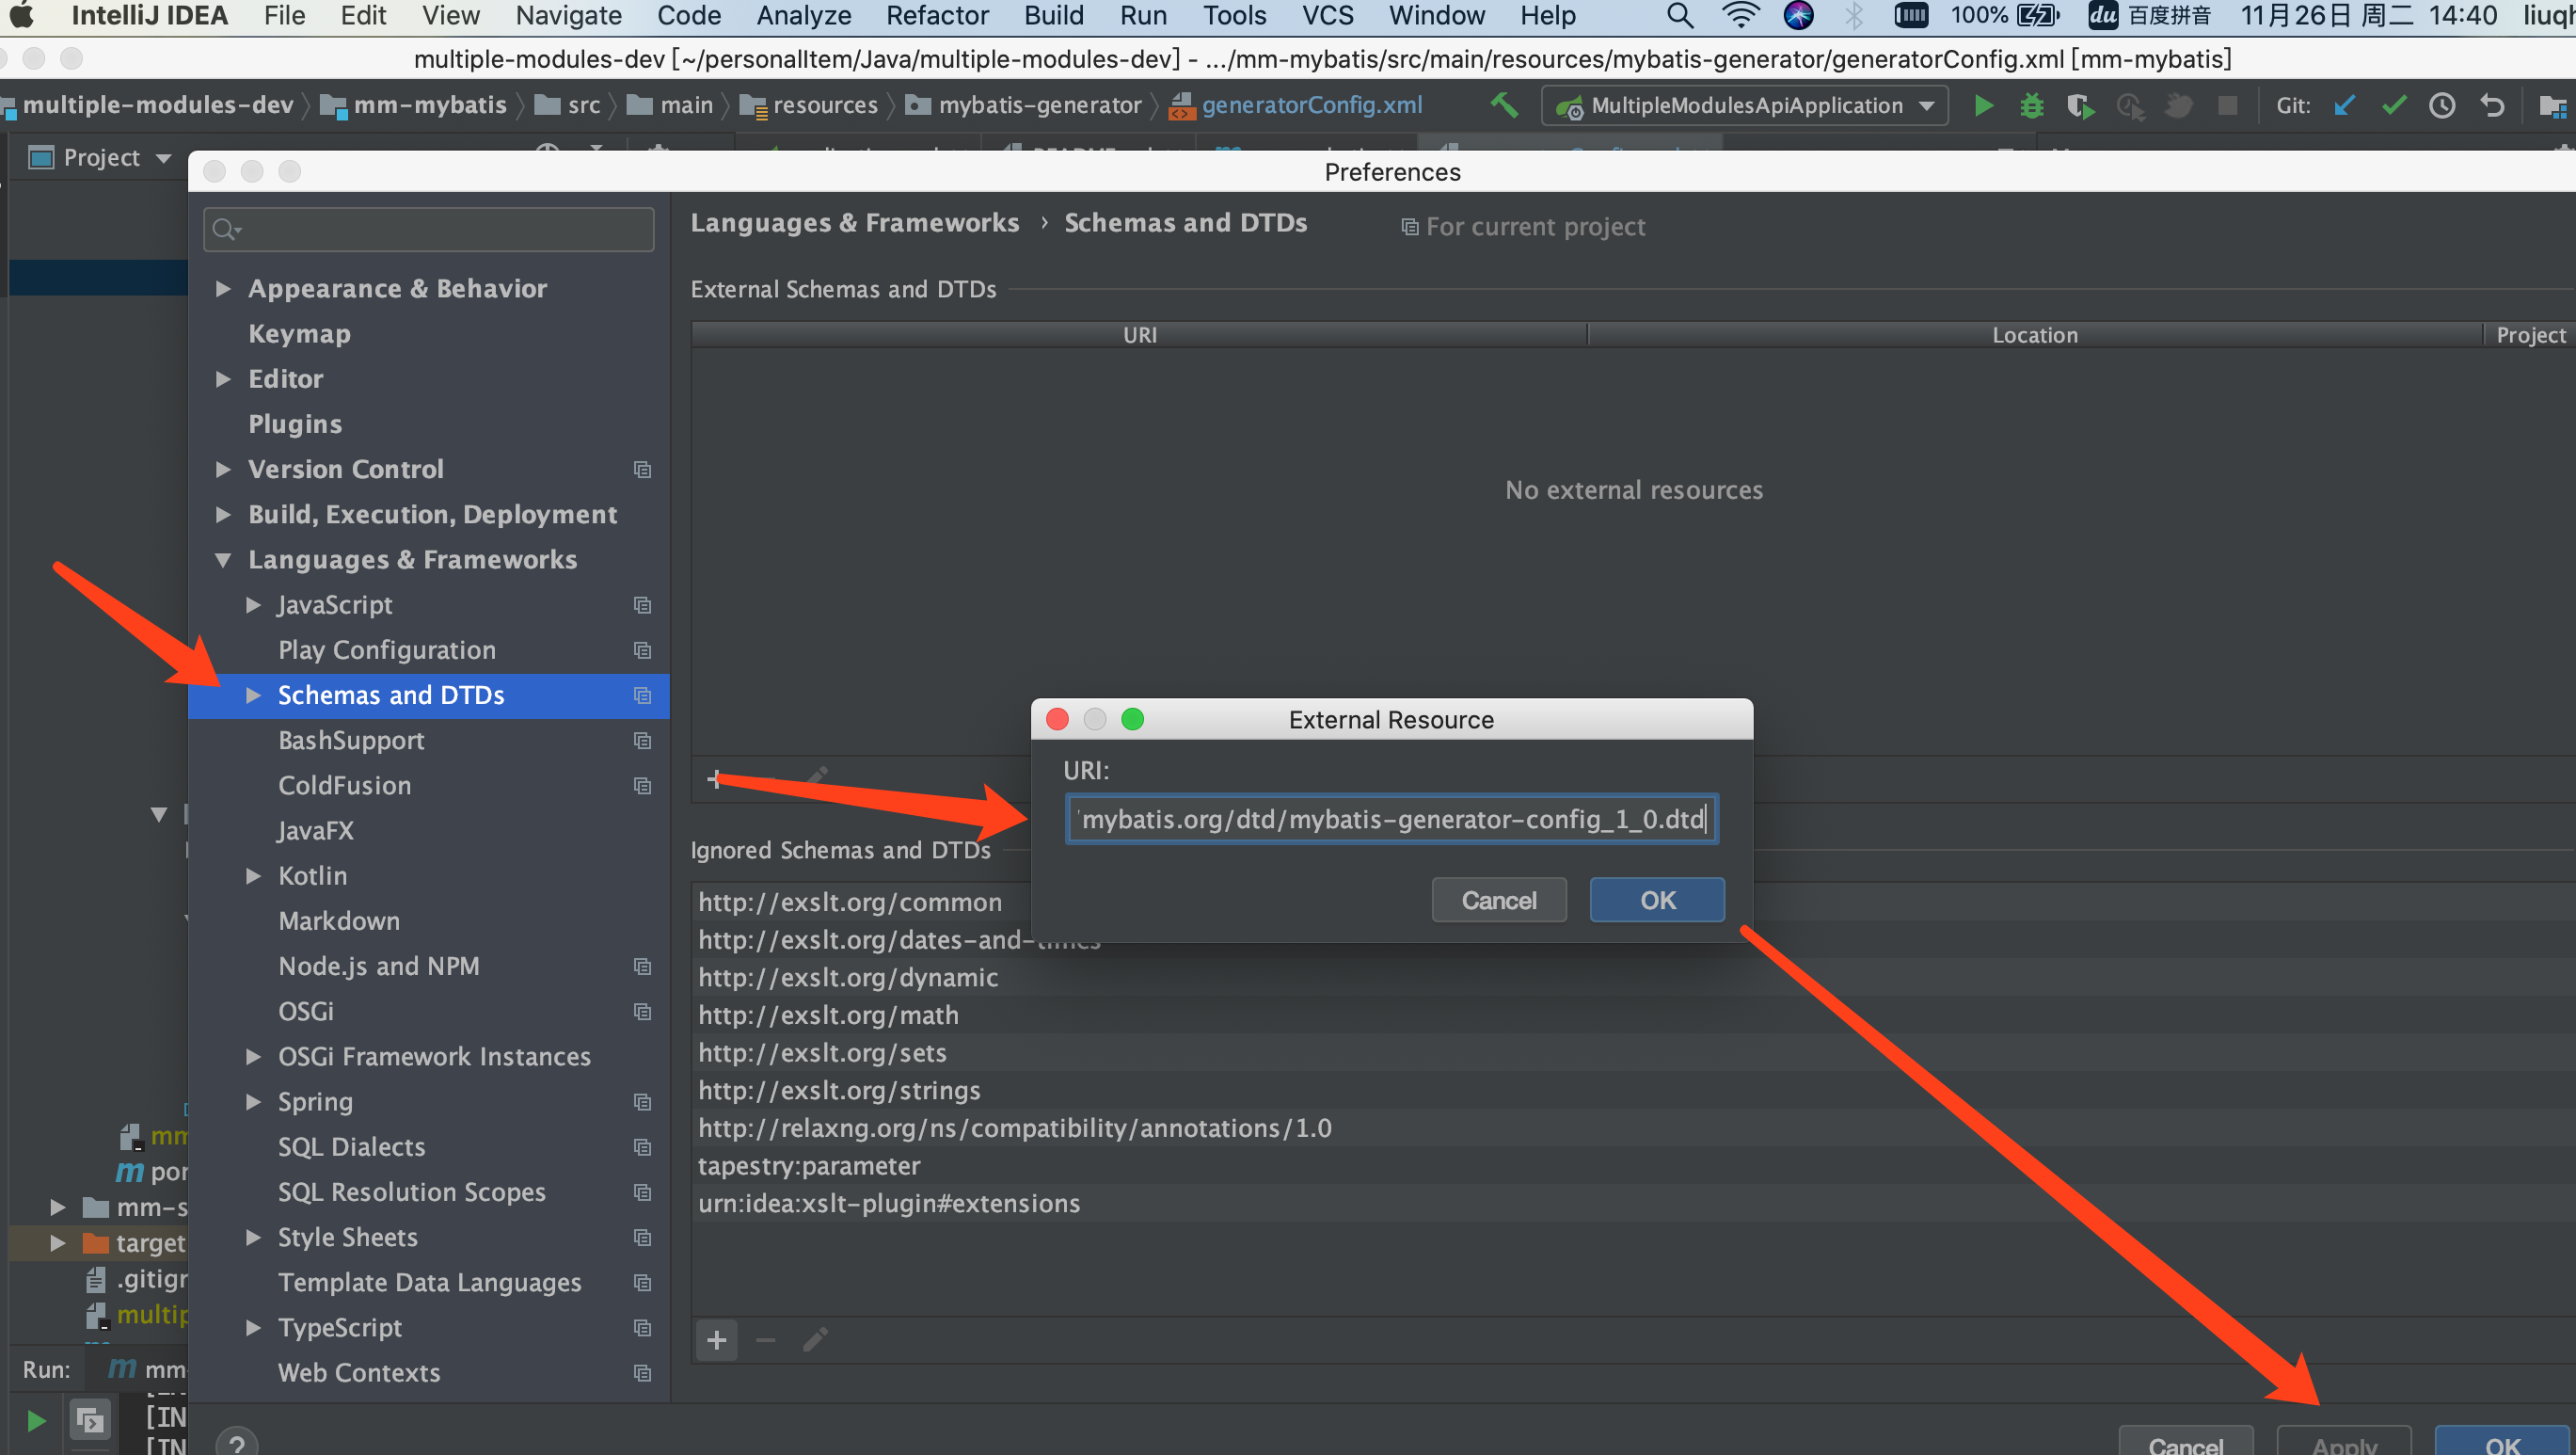 IntelliJ IDEA File Edit View Navigate Code Analyze Refactor Build Run Tools VCS Window Help 100% du 百度拼音 11月26日 周二 14:40
multiple-modules-dev [~/personalItem/Java/multiple-modules-dev] - .../mm-mybatis/src/main/resources/mybatis-generator/generatorConfig.xml [mm-mybatis]
multiple-modules-dev mm-mybatis src main resources mybatis-generator generatorConfig.xml MultipleModulesApiApplication Git:
Project
Preferences
Languages & Frameworks › Schemas and DTDs For current project
External Schemas and DTDs
URI Location Project
No external resources
Appearance & Behavior
Keymap
Editor
Plugins
Version Control
Build, Execution, Deployment
Languages & Frameworks
JavaScript
Play Configuration
Schemas and DTDs
BashSupport
ColdFusion
JavaFX
Kotlin
Markdown
Node.js and NPM
OSGi
OSGi Framework Instances
Spring
SQL Dialects
SQL Resolution Scopes
Style Sheets
Template Data Languages
TypeScript
Web Contexts
External Resource
URI:
mybatis.org/dtd/mybatis-generator-config_1_0.dtd
Cancel OK
Ignored Schemas and DTDs
http://exslt.org/common
http://exslt.org/dates-and-times
http://exslt.org/dynamic
http://exslt.org/math
http://exslt.org/sets
http://exslt.org/strings
http://relaxng.org/ns/compatibility/annotations/1.0
tapestry:parameter
urn:idea:xslt-plugin#extensions
mm-s
target
Run:
?
Cancel Apply OK